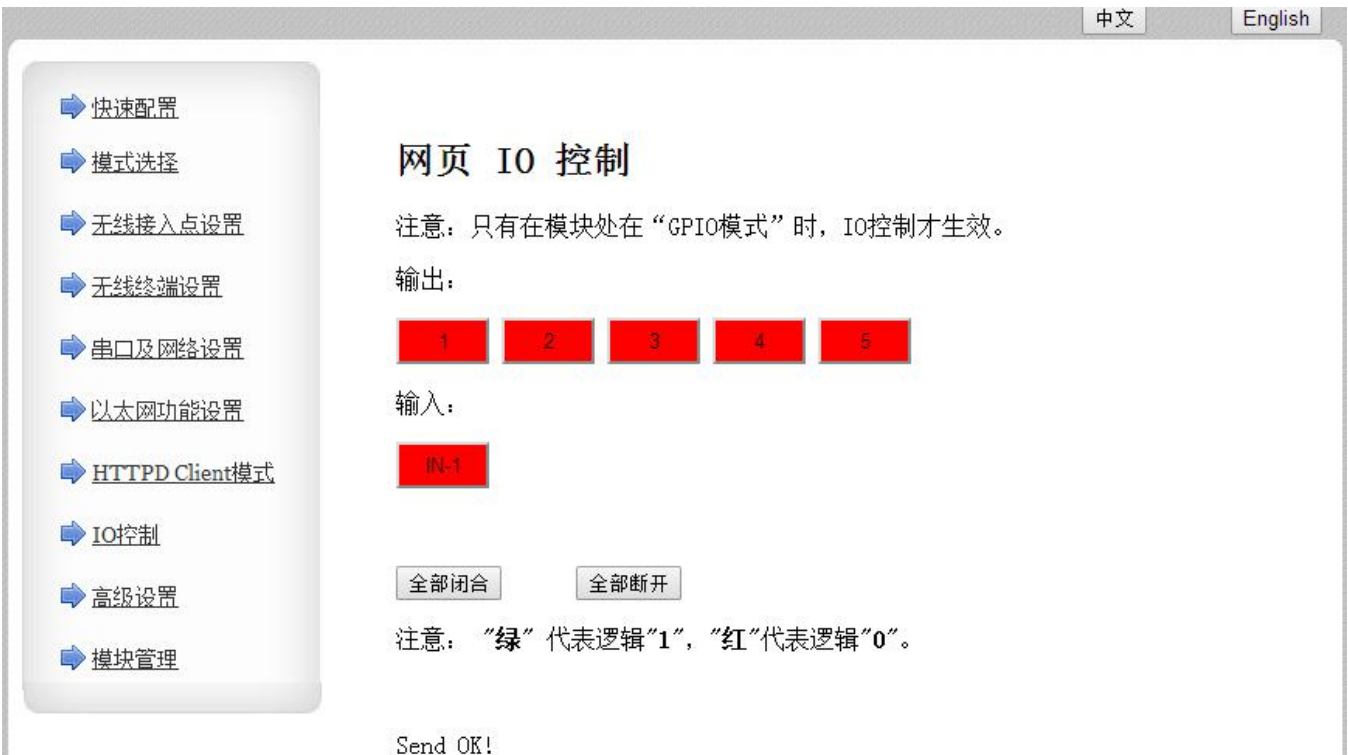 中文 English
快速配置
模式选择
无线接入点设置
无线终端设置
串口及网络设置
以太网功能设置
HTTPD Client模式
IO控制
高级设置
模块管理
网页 IO 控制
注意：只有在模块处在“GPIO模式”时，IO控制才生效。
输出：
1 2 3 4 5
输入：
IN-1
全部闭合 全部断开
注意： ″绿″ 代表逻辑″1″，″红″代表逻辑″0″。
Send OK!